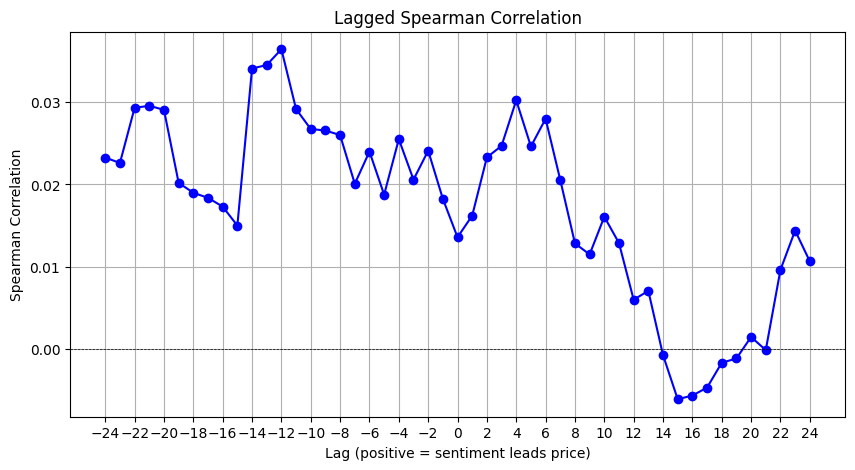 Lagged Spearman Correlation
Spearman Correlation
0.03
0.02
0.01
0.00
−24 −22 −20 −18 −16 −14 −12 −10 −8 −6 −4 −2 0 2 4 6 8 10 12 14 16 18 20 22 24
Lag (positive = sentiment leads price)